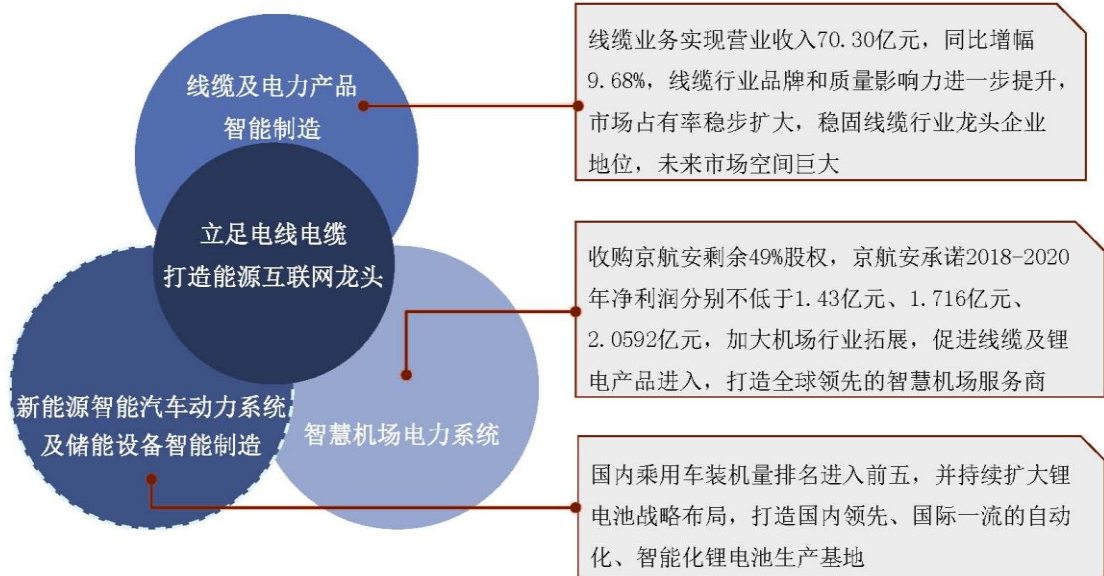 线缆及电力产品
智能制造
立足电线电缆
打造能源互联网龙头
新能源智能汽车动力系统
及储能设备智能制造
智慧机场电力系统
线缆业务实现营业收入70.30亿元，同比增幅
9.68%，线缆行业品牌和质量影响力进一步提升，
市场占有率稳步扩大，稳固线缆行业龙头企业
地位，未来市场空间巨大
收购京航安剩余49%股权，京航安承诺2018-2020
年净利润分别不低于1.43亿元、1.716亿元、
2.0592亿元，加大机场行业拓展，促进线缆及锂
电产品进入，打造全球领先的智慧机场服务商
国内乘用车装机量排名进入前五，并持续扩大锂
电池战略布局，打造国内领先、国际一流的自动
化、智能化锂电池生产基地